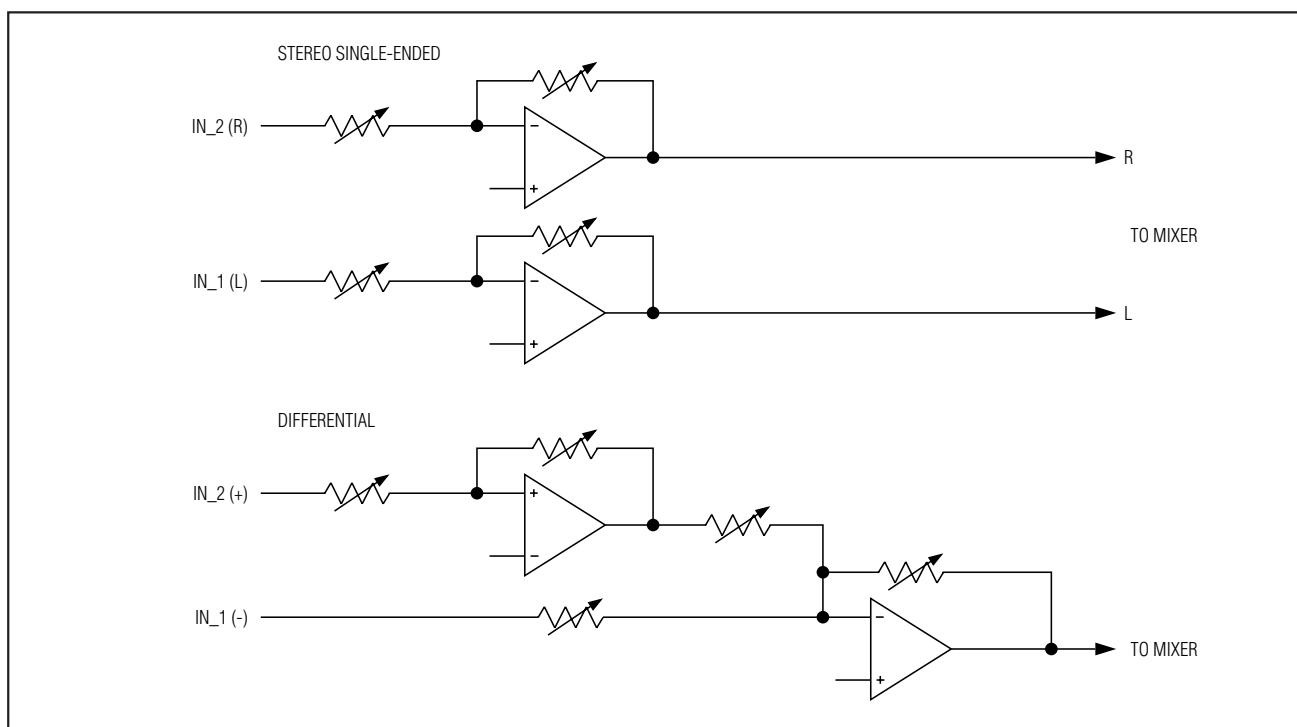 STEREO SINGLE-ENDED
IN_2 (R)
−
+
R
TO MIXER
IN_1 (L)
−
+
L
DIFFERENTIAL
IN_2 (+)
+
−
IN_1 (-)
−
+
TO MIXER